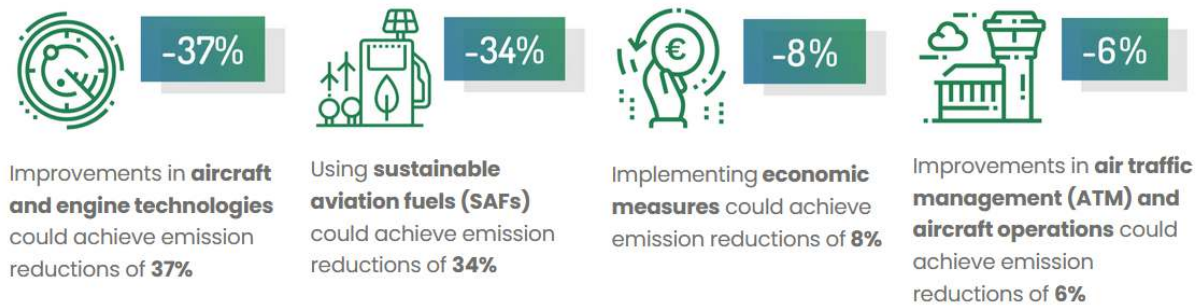 -37%
Improvements in aircraft
and engine technologies
could achieve emission
reductions of 37%
-34%
Using sustainable
aviation fuels (SAFs)
could achieve emission
reductions of 34%
€
-8%
Implementing economic
measures could achieve
emission reductions of 8%
-6%
Improvements in air traffic
management (ATM) and
aircraft operations could
achieve emission
reductions of 6%